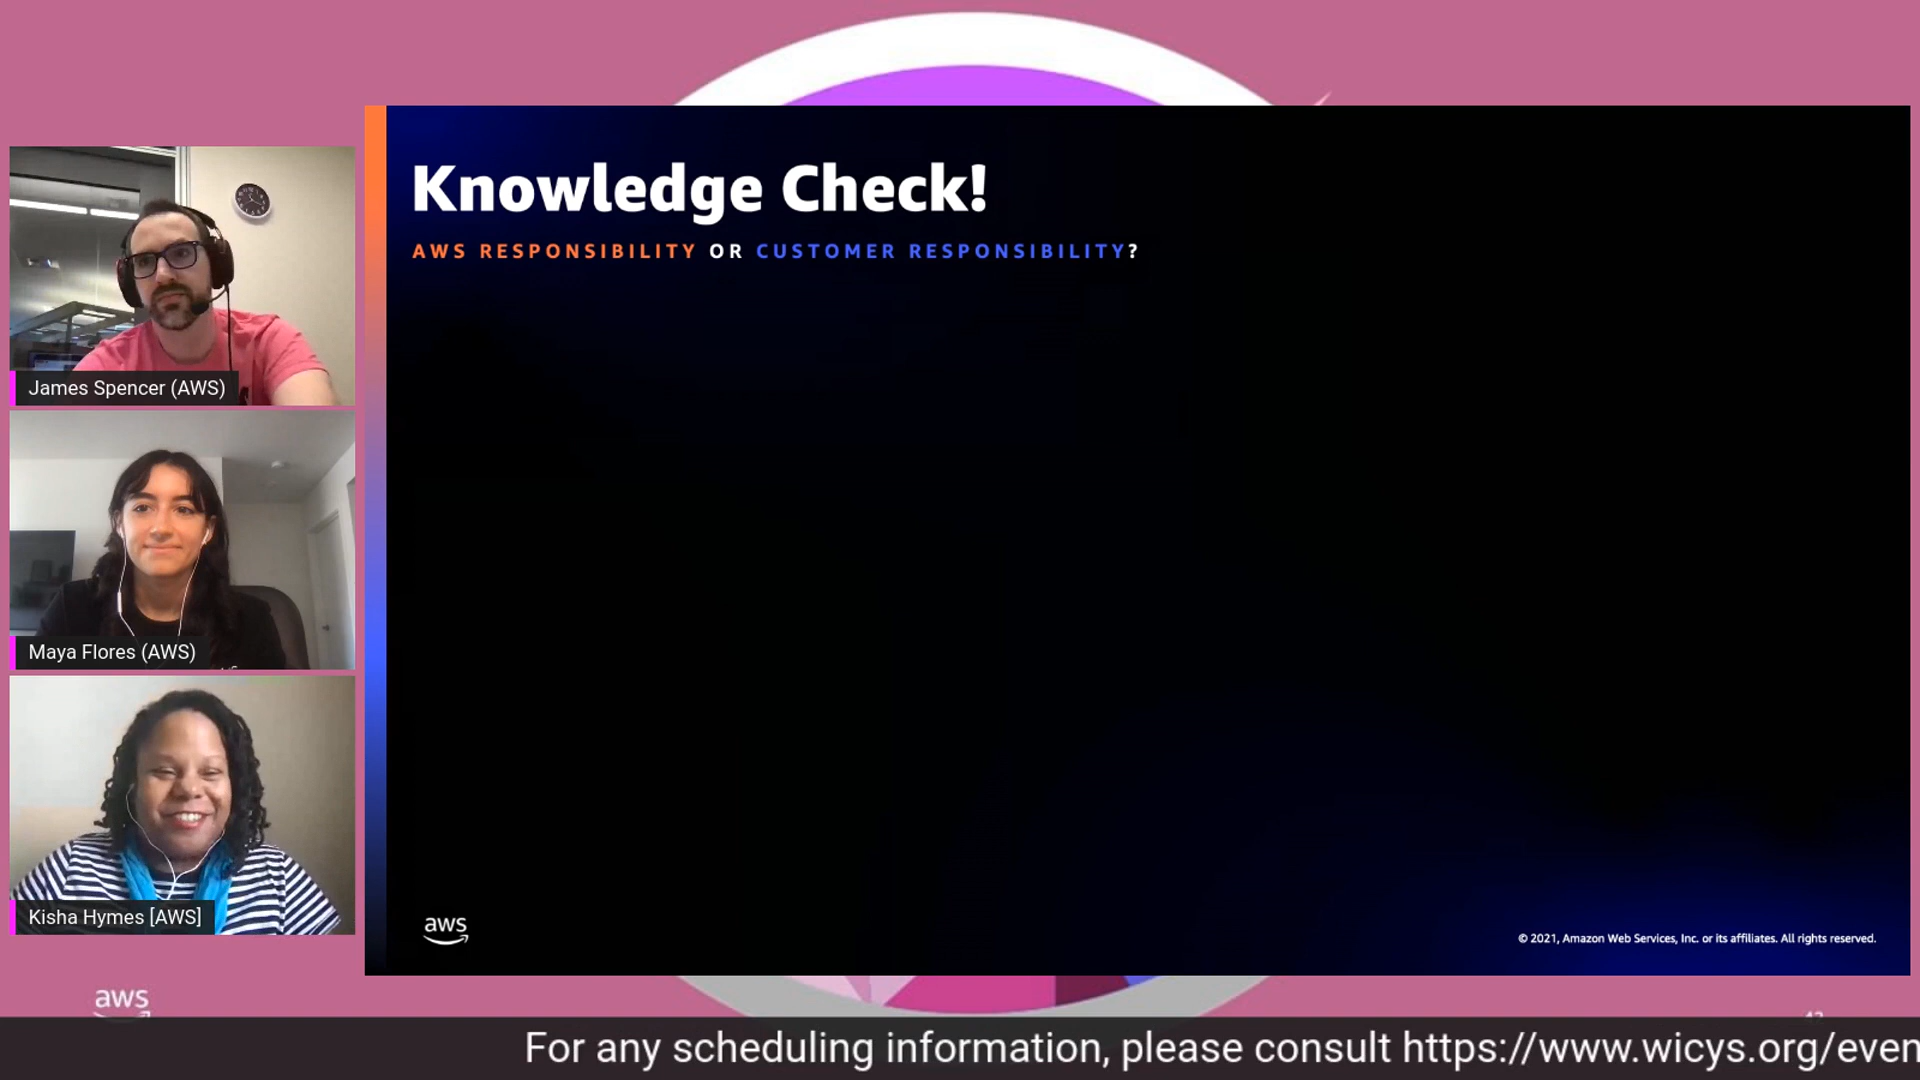 Knowledge Check!
AWS RESPONSIBILITY OR CUSTOMER RESPONSIBILITY?
James Spencer (AWS)
Maya Flores (AWS)
Kisha Hymes [AWS]
aws
© 2021, Amazon Web Services, Inc. or its affiliates. All rights reserved.
aws
For any scheduling information, please consult https://www.wicys.org/even